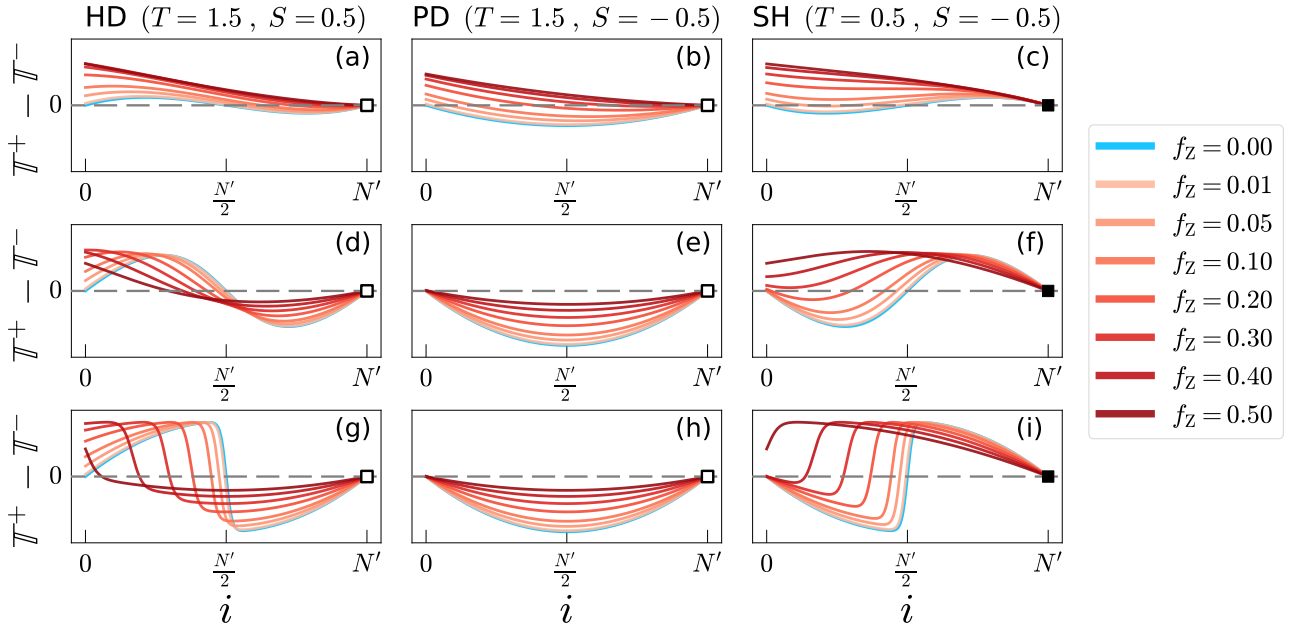 HD (T = 1.5 , S = 0.5)
PD (T = 1.5 , S = − 0.5)
SH (T = 0.5 , S = − 0.5)
𝕋⁺ − 𝕋⁻
0
(a)
0
N′/2
N′
(b)
0
N′/2
N′
(c)
0
N′/2
N′
𝕋⁺ − 𝕋⁻
0
(d)
0
N′/2
N′
(e)
0
N′/2
N′
(f)
0
N′/2
N′
𝕋⁺ − 𝕋⁻
0
(g)
0
N′/2
N′
i
(h)
0
N′/2
N′
i
(i)
0
N′/2
N′
i
f_Z = 0.00
f_Z = 0.01
f_Z = 0.05
f_Z = 0.10
f_Z = 0.20
f_Z = 0.30
f_Z = 0.40
f_Z = 0.50